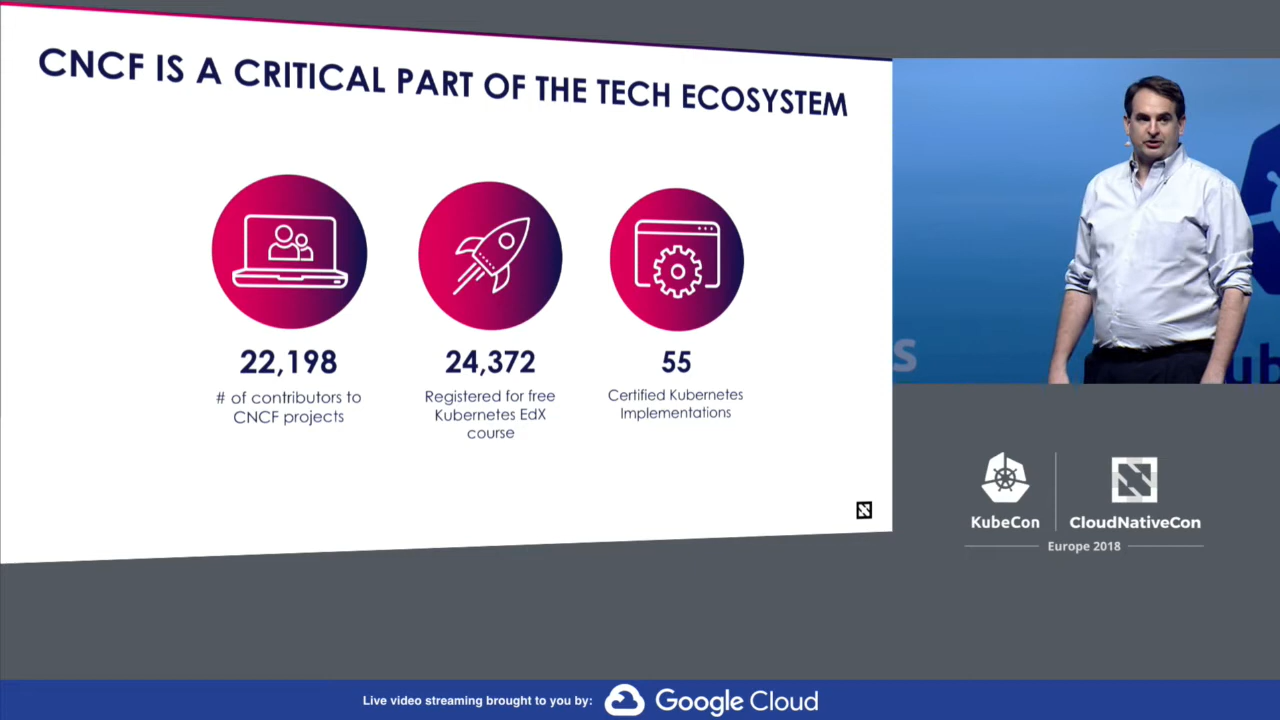 CNCF IS A CRITICAL PART OF THE TECH ECOSYSTEM
22,198
# of contributors to
CNCF projects
24,372
Registered for free
Kubernetes EdX
course
55
Certified Kubernetes
Implementations
s
ub
KubeCon
CloudNativeCon
Europe 2018
Live video streaming brought to you by:
Google Cloud